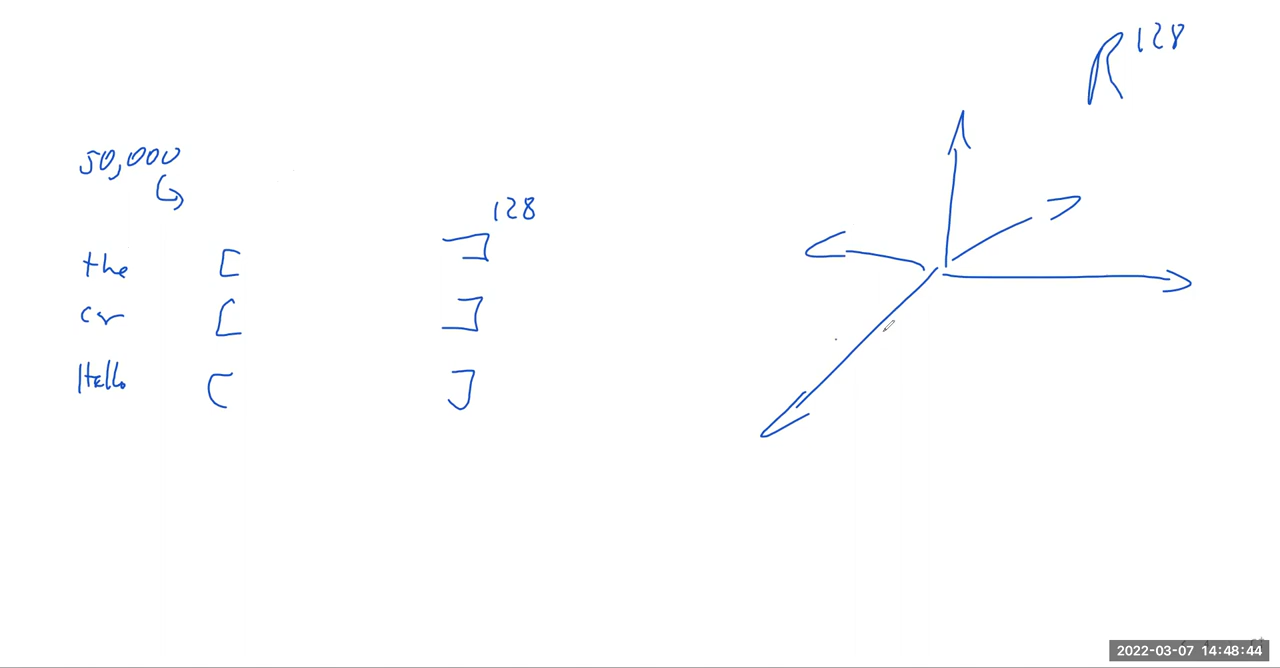 50,000
128
the [ ]
car [ ]
Hello [ ]
R^128
2022-03-07 14:48:44